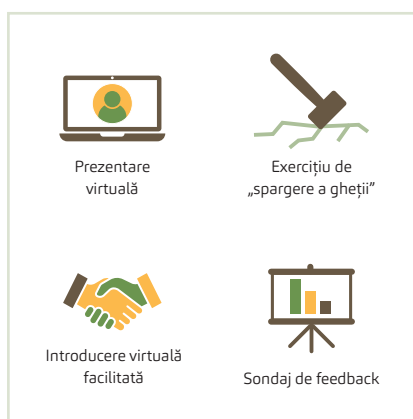 Prezentare
virtuală
Exercițiu de
„spargere a gheții”
Introducere virtuală
facilitată
Sondaj de feedback